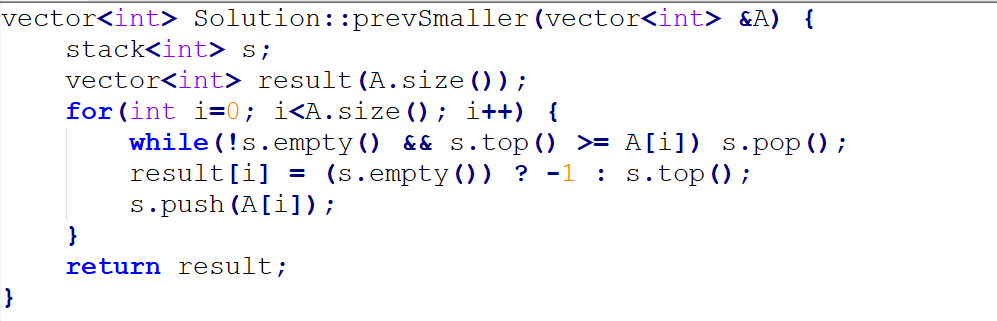 vector<int> Solution::prevSmaller(vector<int> &A) {
    stack<int> s;
    vector<int> result(A.size());
    for(int i=0; i<A.size(); i++) {
        while(!s.empty() && s.top() >= A[i]) s.pop();
        result[i] = (s.empty()) ? -1 : s.top();
        s.push(A[i]);
    }
    return result;
}